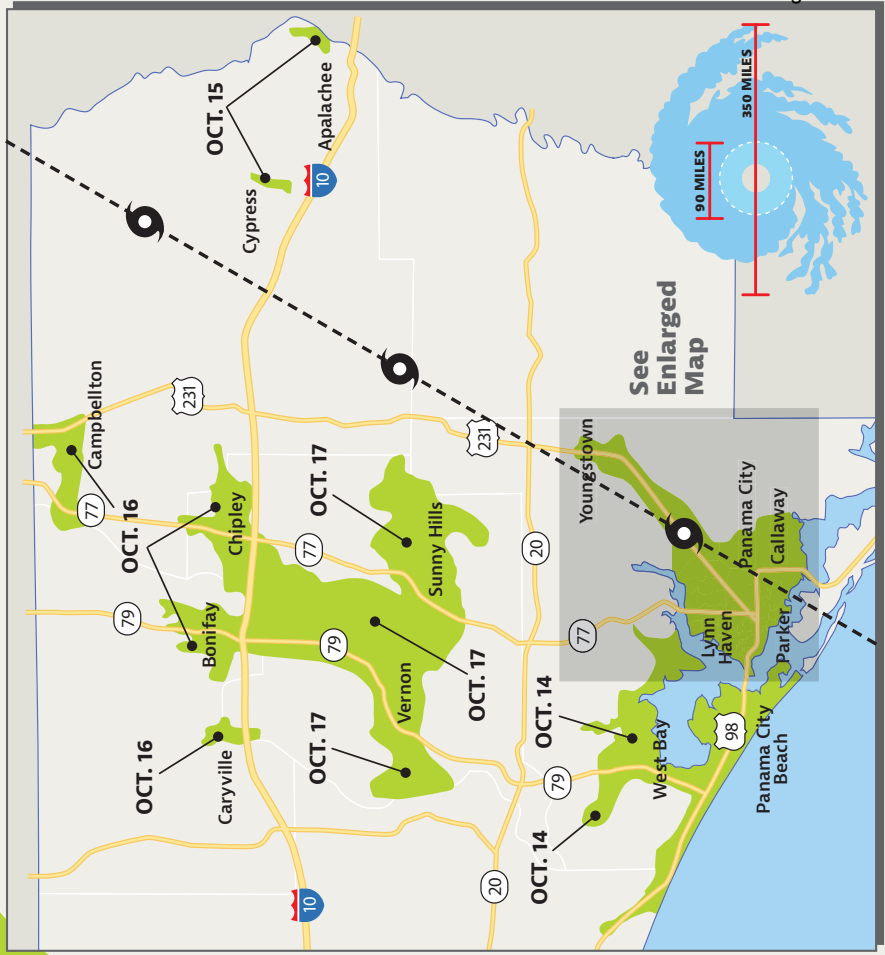 OCT. 15
Apalachee
Cypress
10
350 MILES
90 MILES
See
Enlarged
Map
Campbellton
231
77
OCT. 16
Chipley
OCT. 17
231
Youngstown
Sunny Hills
77
20
Panama City
Callaway
79
Bonifay
79
77
Lynn
Haven
Parker
OCT. 16
Caryville
OCT. 17
Vernon
OCT. 17
OCT. 14
West Bay
98
Panama City
Beach
79
OCT. 14
20
10